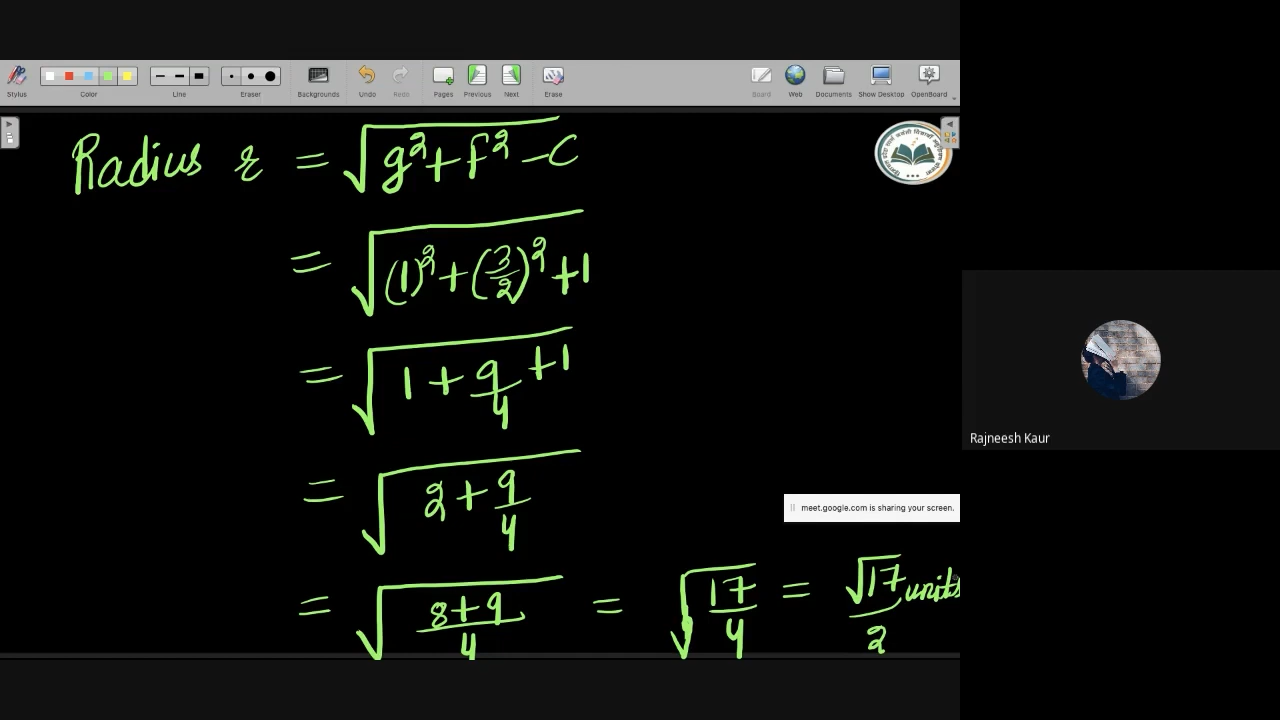 Stylus Color Line Eraser Backgrounds Undo Redo Pages Previous Next Erase Board Web Documents Show Desktop OpenBoard
Radius r = √(g² + f² - c)
= √((1)² + (3/2)² + 1)
= √(1 + 9/4 + 1)
= √(2 + 9/4)
= √((8+9)/4) = √(17/4) = √17/2 units
Rajneesh Kaur
meet.google.com is sharing your screen.